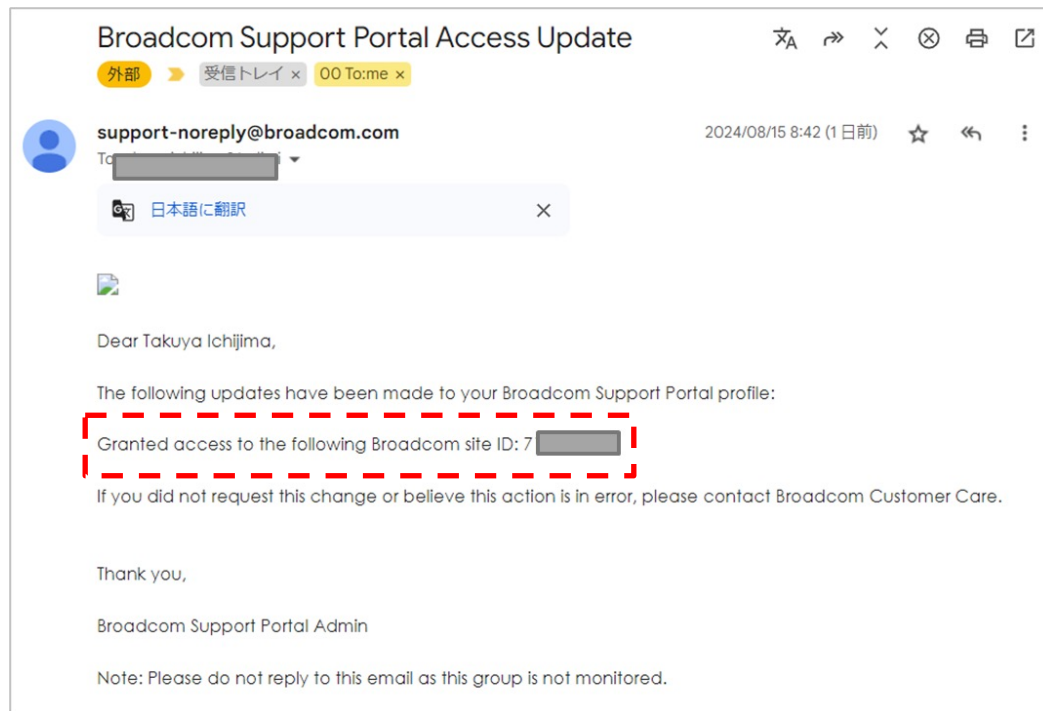 Broadcom Support Portal Access Update
外部 受信トレイ × 00 To:me ×
support-noreply@broadcom.com 2024/08/15 8:42 (1 日前)
日本語に翻訳
Dear Takuya Ichijima,
The following updates have been made to your Broadcom Support Portal profile:
Granted access to the following Broadcom site ID: 7
If you did not request this change or believe this action is in error, please contact Broadcom Customer Care.
Thank you,
Broadcom Support Portal Admin
Note: Please do not reply to this email as this group is not monitored.